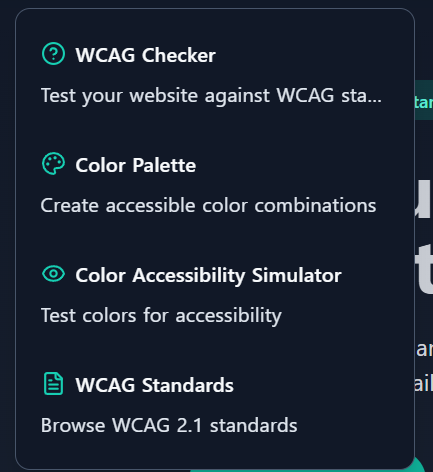 WCAG Checker
Test your website against WCAG sta...
Color Palette
Create accessible color combinations
Color Accessibility Simulator
Test colors for accessibility
WCAG Standards
Browse WCAG 2.1 standards